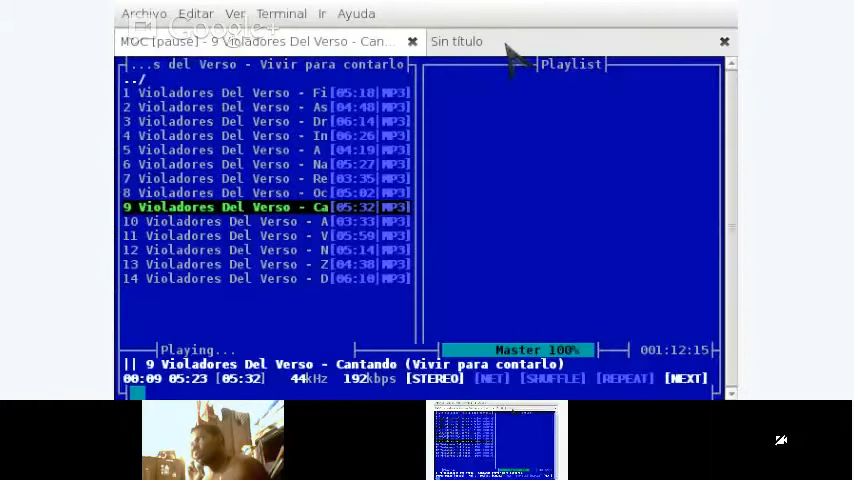 Archivo Editar Ver Terminal Ir Ayuda
Google+
MOC [pause] - 9 Violadores Del Verso - Can...
Sin título
...s del Verso - Vivir para contarlo
Playlist
../
1 Violadores Del Verso - Fi[05:18|MP3]
2 Violadores Del Verso - As[04:48|MP3]
3 Violadores Del Verso - Dr[06:14|MP3]
4 Violadores Del Verso - In[06:26|MP3]
5 Violadores Del Verso - A [04:19|MP3]
6 Violadores Del Verso - Na[05:27|MP3]
7 Violadores Del Verso - Re[03:35|MP3]
8 Violadores Del Verso - Oc[05:02|MP3]
9 Violadores Del Verso - Ca[05:32|MP3]
10 Violadores Del Verso - A[03:33|MP3]
11 Violadores Del Verso - V[05:59|MP3]
12 Violadores Del Verso - N[05:14|MP3]
13 Violadores Del Verso - Z[04:38|MP3]
14 Violadores Del Verso - D[06:10|MP3]
Playing... Master 100% 001:12:15
|| 9 Violadores Del Verso - Cantando (Vivir para contarlo)
00:09 05:23 [05:32] 44kHz 192kbps [STEREO] [NET] [SHUFFLE] [REPEAT] [NEXT]